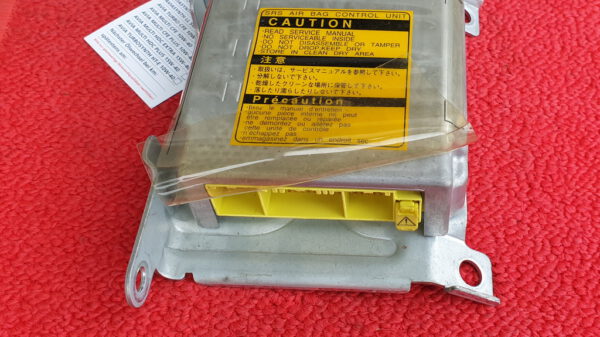 SRS AIR BAG CONTROL UNIT
CAUTION
-READ SERVICE MANUAL
-NO SERVICEABLE INSIDE
-DO NOT DISASSEMBLE OR TAMPER
-DO NOT DROP:KEEP DRY
STORE IN CLEAN DRY AREA
注意
・取扱いは、サービスマニュアルを参照して下さい。
・分解しないで下さい。
・乾燥したクリーンな場所に保管して下さい。
・落したり濡らしたりしないで下さい。
Précaution
-lisez le manuel d'entretien
-aucune pièce interne ne peut
être remplacée ou réparée
-ne démontez ou altérez pas
cette unité de contrôle
-n'échappez pas
-emmagasinez dans un endroit sec